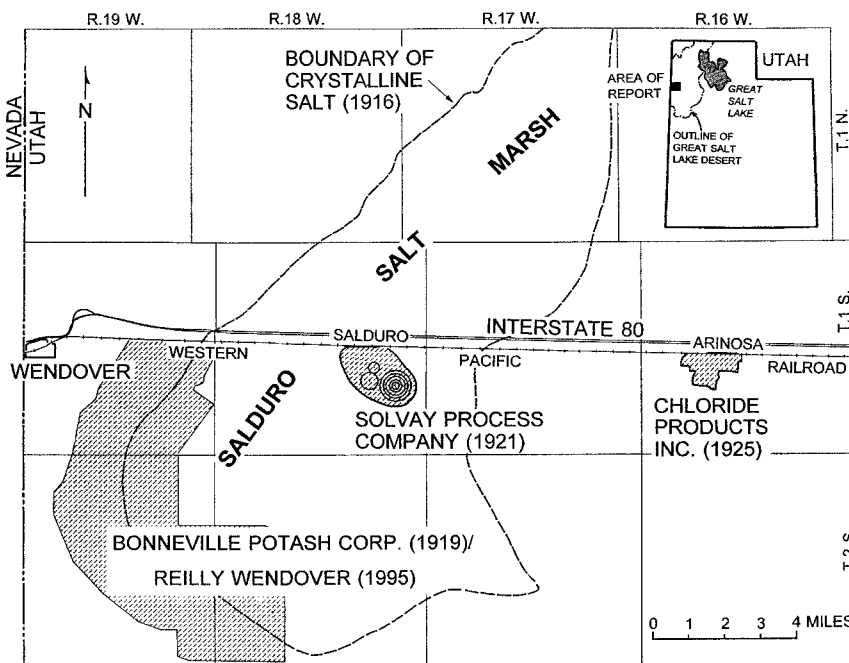 R.19 W.
R.18 W.
R.17 W.
R.16 W.
BOUNDARY OF
CRYSTALLINE
SALT (1916)
NEVADA
UTAH
N
UTAH
AREA OF
REPORT
GREAT
SALT
LAKE
OUTLINE OF
GREAT SALT
LAKE DESERT
T.1 N.
MARSH
SALT
SALDURO
T.1 S.
INTERSTATE 80
SALDURO
ARINOSA
WESTERN
PACIFIC
RAILROAD
WENDOVER
SOLVAY PROCESS
COMPANY (1921)
CHLORIDE
PRODUCTS
INC. (1925)
BONNEVILLE POTASH CORP. (1919)/
REILLY WENDOVER (1995)
T.2 S.
0 1 2 3 4 MILES